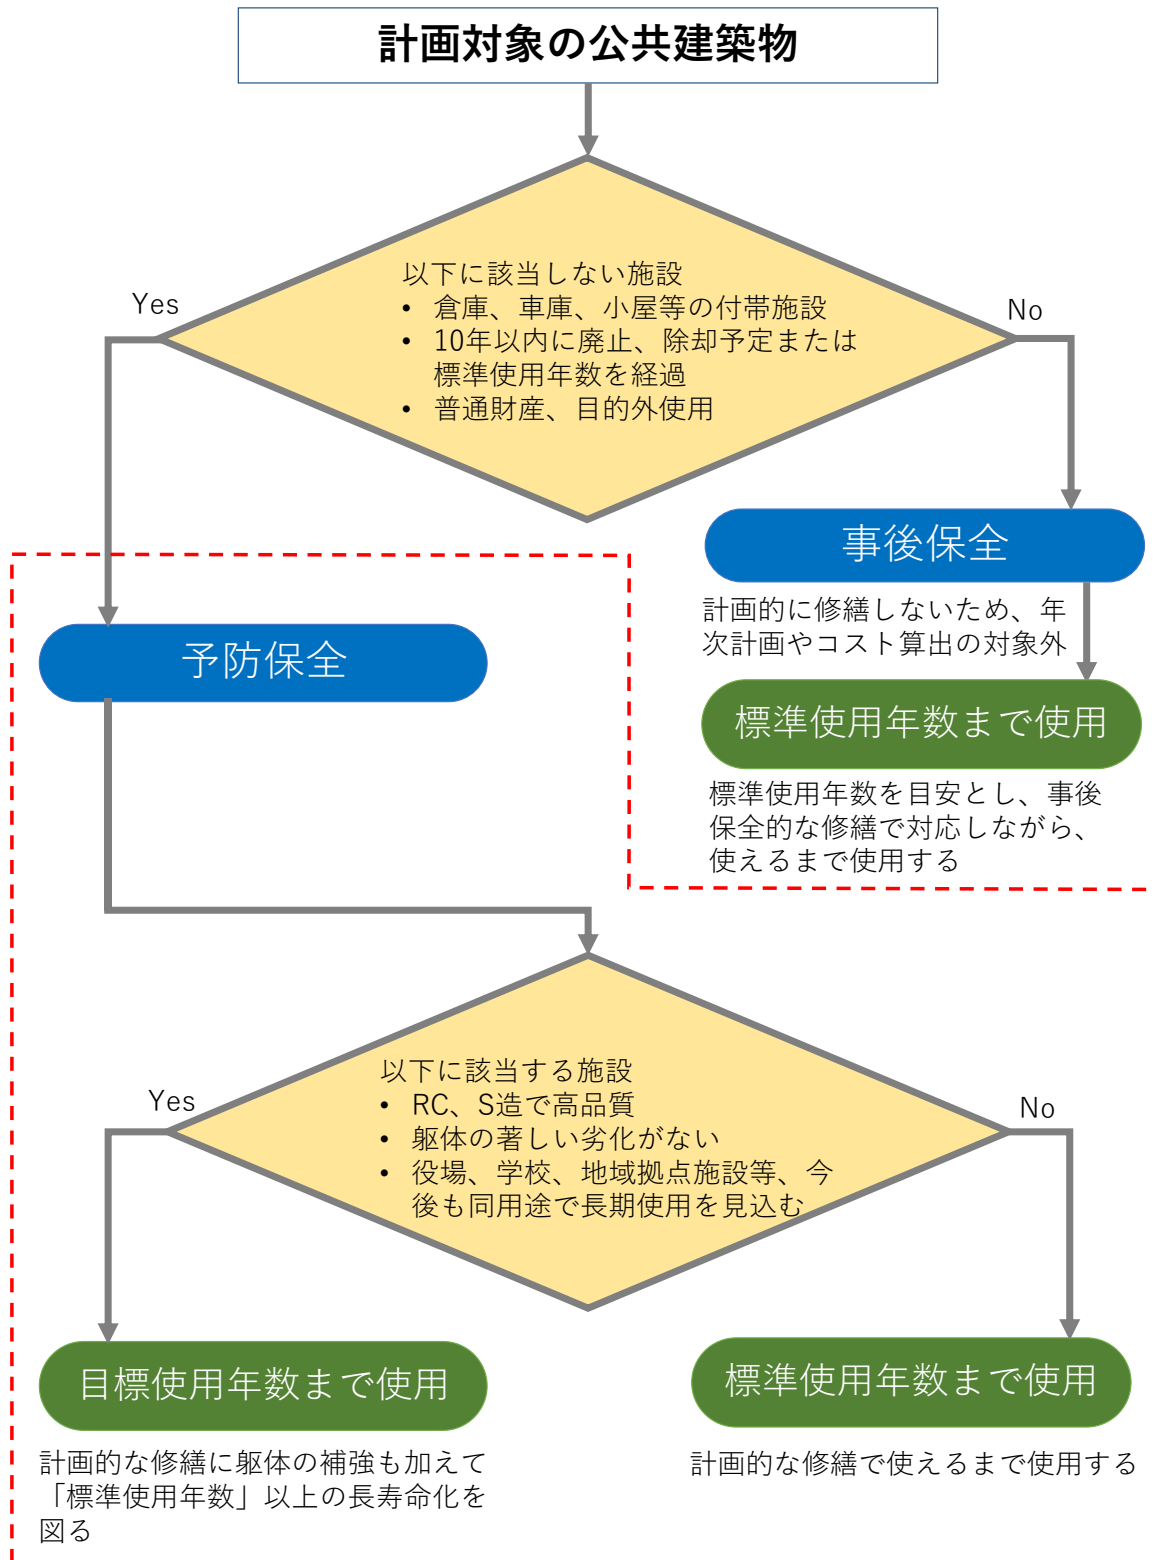 計画対象の公共建築物
以下に該当しない施設
• 倉庫、車庫、小屋等の付帯施設
• 10年以内に廃止、除却予定または
標準使用年数を経過
• 普通財産、目的外使用
Yes
No
事後保全
計画的に修繕しないため、年
次計画やコスト算出の対象外
予防保全
標準使用年数まで使用
標準使用年数を目安とし、事後
保全的な修繕で対応しながら、
使えるまで使用する
以下に該当する施設
• RC、S造で高品質
• 躯体の著しい劣化がない
• 役場、学校、地域拠点施設等、今
後も同用途で長期使用を見込む
Yes
No
目標使用年数まで使用
計画的な修繕に躯体の補強も加えて
「標準使用年数」以上の長寿命化を
図る
標準使用年数まで使用
計画的な修繕で使えるまで使用する